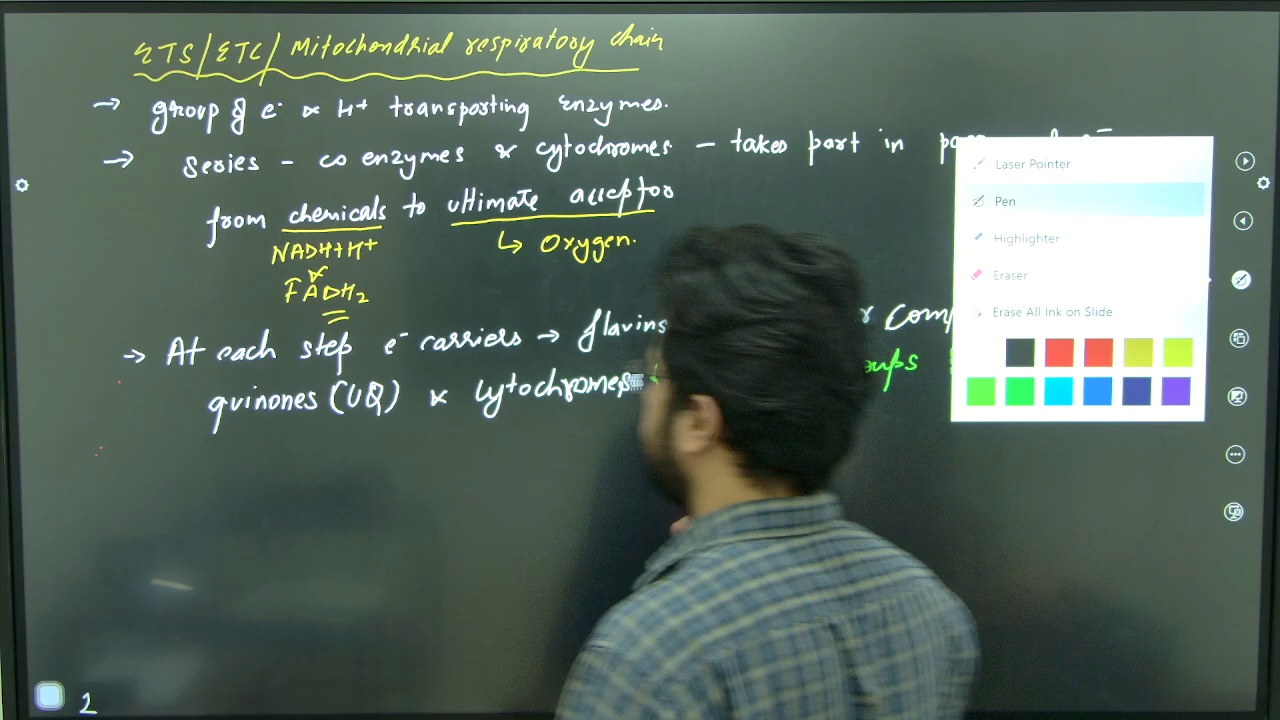 ETS/ETC/ Mitochondrial respiratory chain
→ group of e⁻ & H⁺ transporting enzymes.
→ Series - co enzymes & cytochromes - takes part in
from chemicals to ultimate acceptor
NADH+H⁺ ↳ Oxygen.
&
FADH₂
→ At each step e⁻ carriers → flavins
quinones (UQ) & cytochromes
Laser Pointer
Pen
Highlighter
Eraser
Erase All Ink on Slide
2